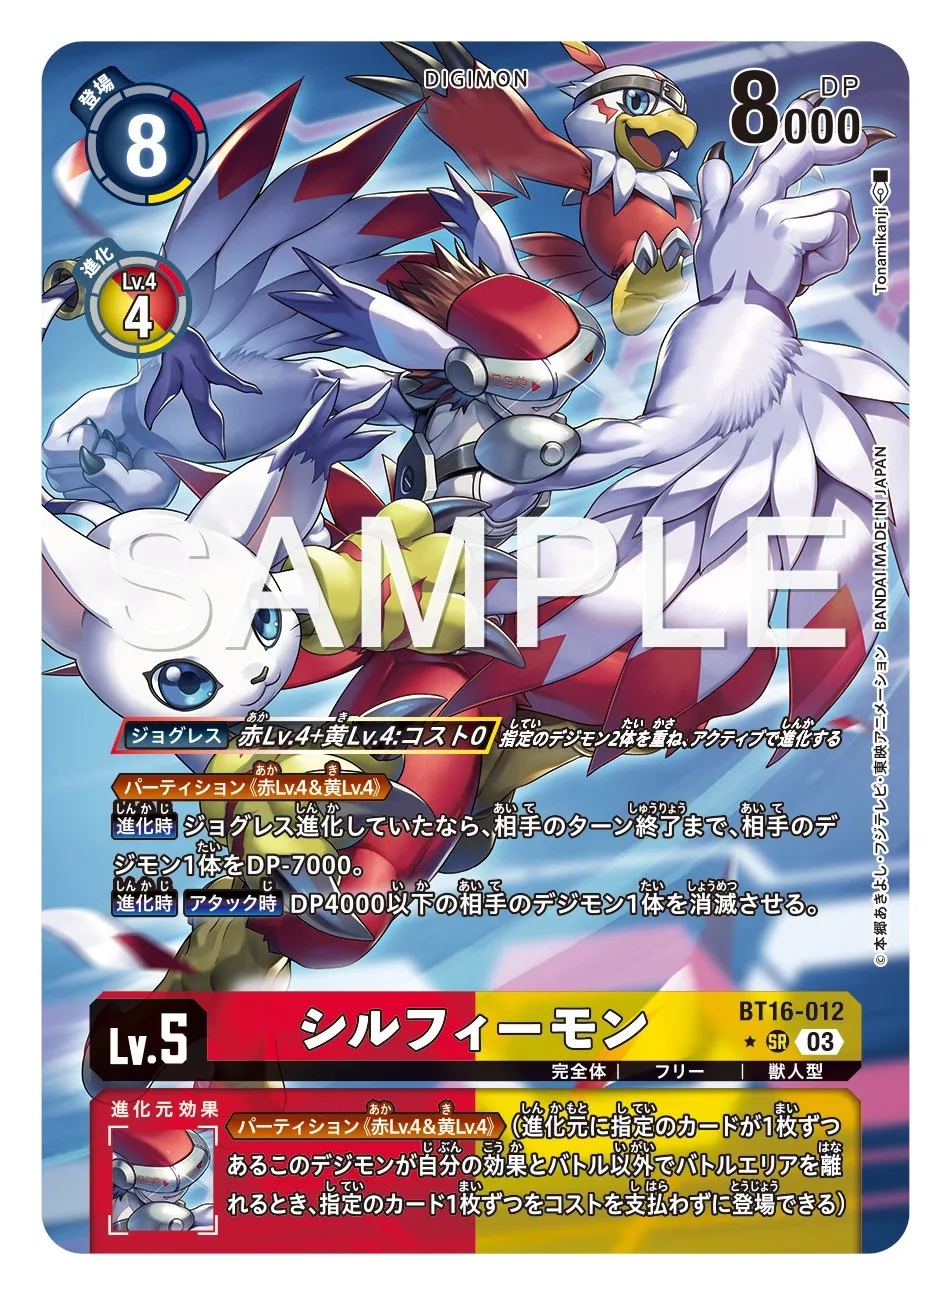 DIGIMON
登場
8
8000
DP
進化
Lv.4
4
Tonamikanji
BANDAI MADE IN JAPAN
©本郷あきよし・フジテレビ・東映アニメーション
SAMPLE
ジョグレス 赤Lv.4+黄Lv.4:コスト0 指定のデジモン2体を重ね、アクティブで進化する
パーティション《赤Lv.4&黄Lv.4》
進化時 ジョグレス進化していたなら、相手のターン終了まで、相手のデ
ジモン1体をDP-7000。
進化時 アタック時 DP4000以下の相手のデジモン1体を消滅させる。
Lv.5
シルフィーモン
BT16-012
★ SR 03
完全体 | フリー | 獣人型
進化元効果
パーティション《赤Lv.4&黄Lv.4》(進化元に指定のカードが1枚ずつ
あるこのデジモンが自分の効果とバトル以外でバトルエリアを離
れるとき、指定のカード1枚ずつをコストを支払わずに登場できる)